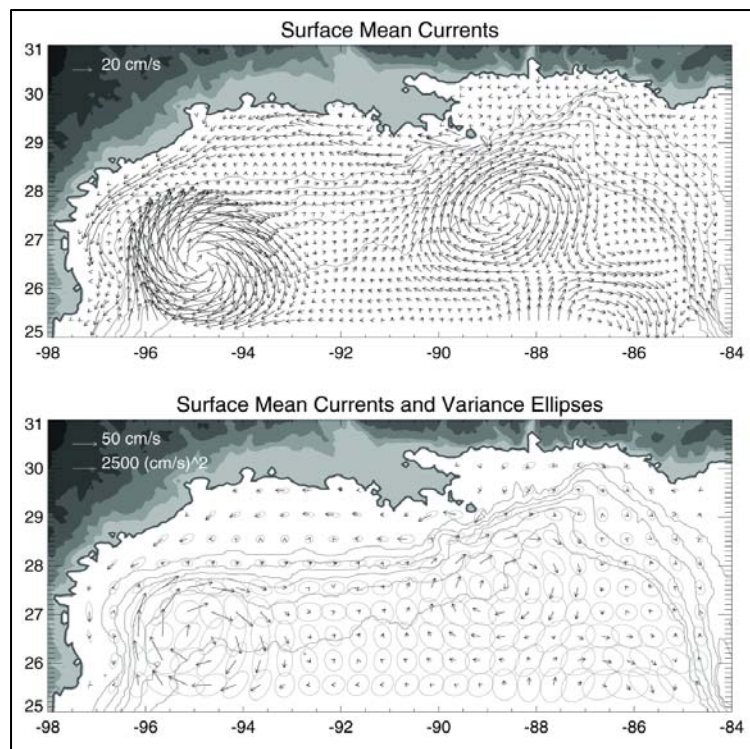 Surface Mean Currents
31
20 cm/s
30
29
28
27
26
25
-98 -96 -94 -92 -90 -88 -86 -84
Surface Mean Currents and Variance Ellipses
31
50 cm/s
2500 (cm/s)^2
30
29
28
27
26
25
-98 -96 -94 -92 -90 -88 -86 -84